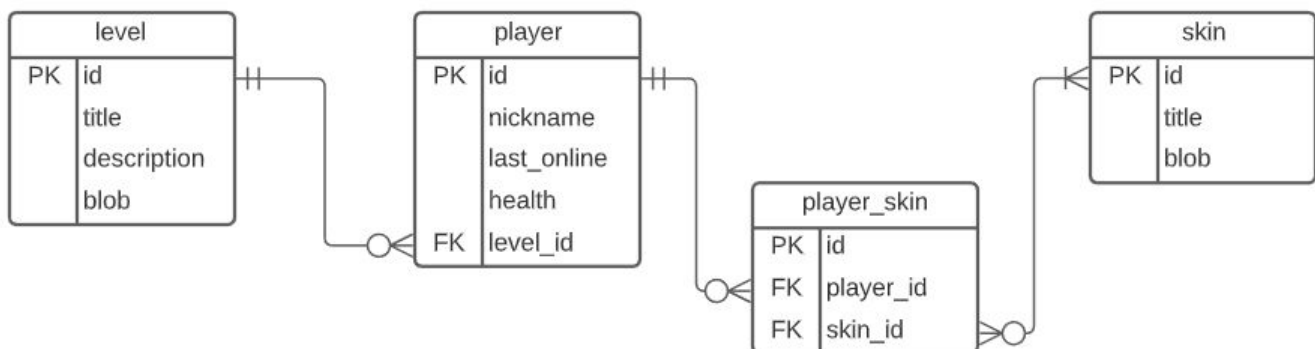 level
PK id
title
description
blob
player
PK id
nickname
last_online
health
FK level_id
player_skin
PK id
FK player_id
FK skin_id
skin
PK id
title
blob